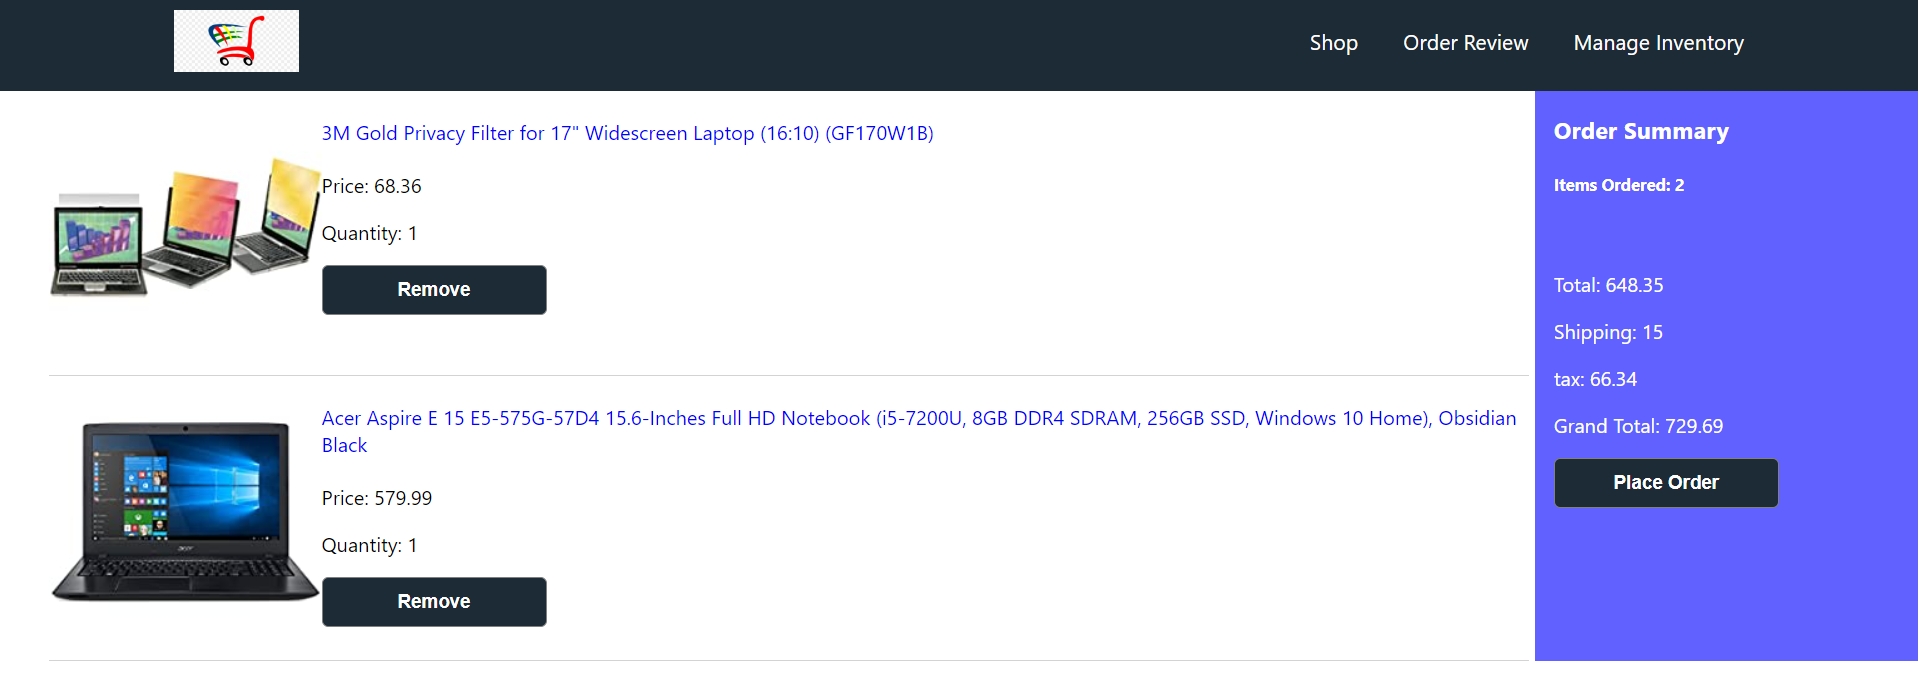 Shop Order Review Manage Inventory
3M Gold Privacy Filter for 17" Widescreen Laptop (16:10) (GF170W1B)
Price: 68.36
Quantity: 1
Remove
Acer Aspire E 15 E5-575G-57D4 15.6-Inches Full HD Notebook (i5-7200U, 8GB DDR4 SDRAM, 256GB SSD, Windows 10 Home), Obsidian
Black
Price: 579.99
Quantity: 1
Remove
Order Summary
Items Ordered: 2
Total: 648.35
Shipping: 15
tax: 66.34
Grand Total: 729.69
Place Order